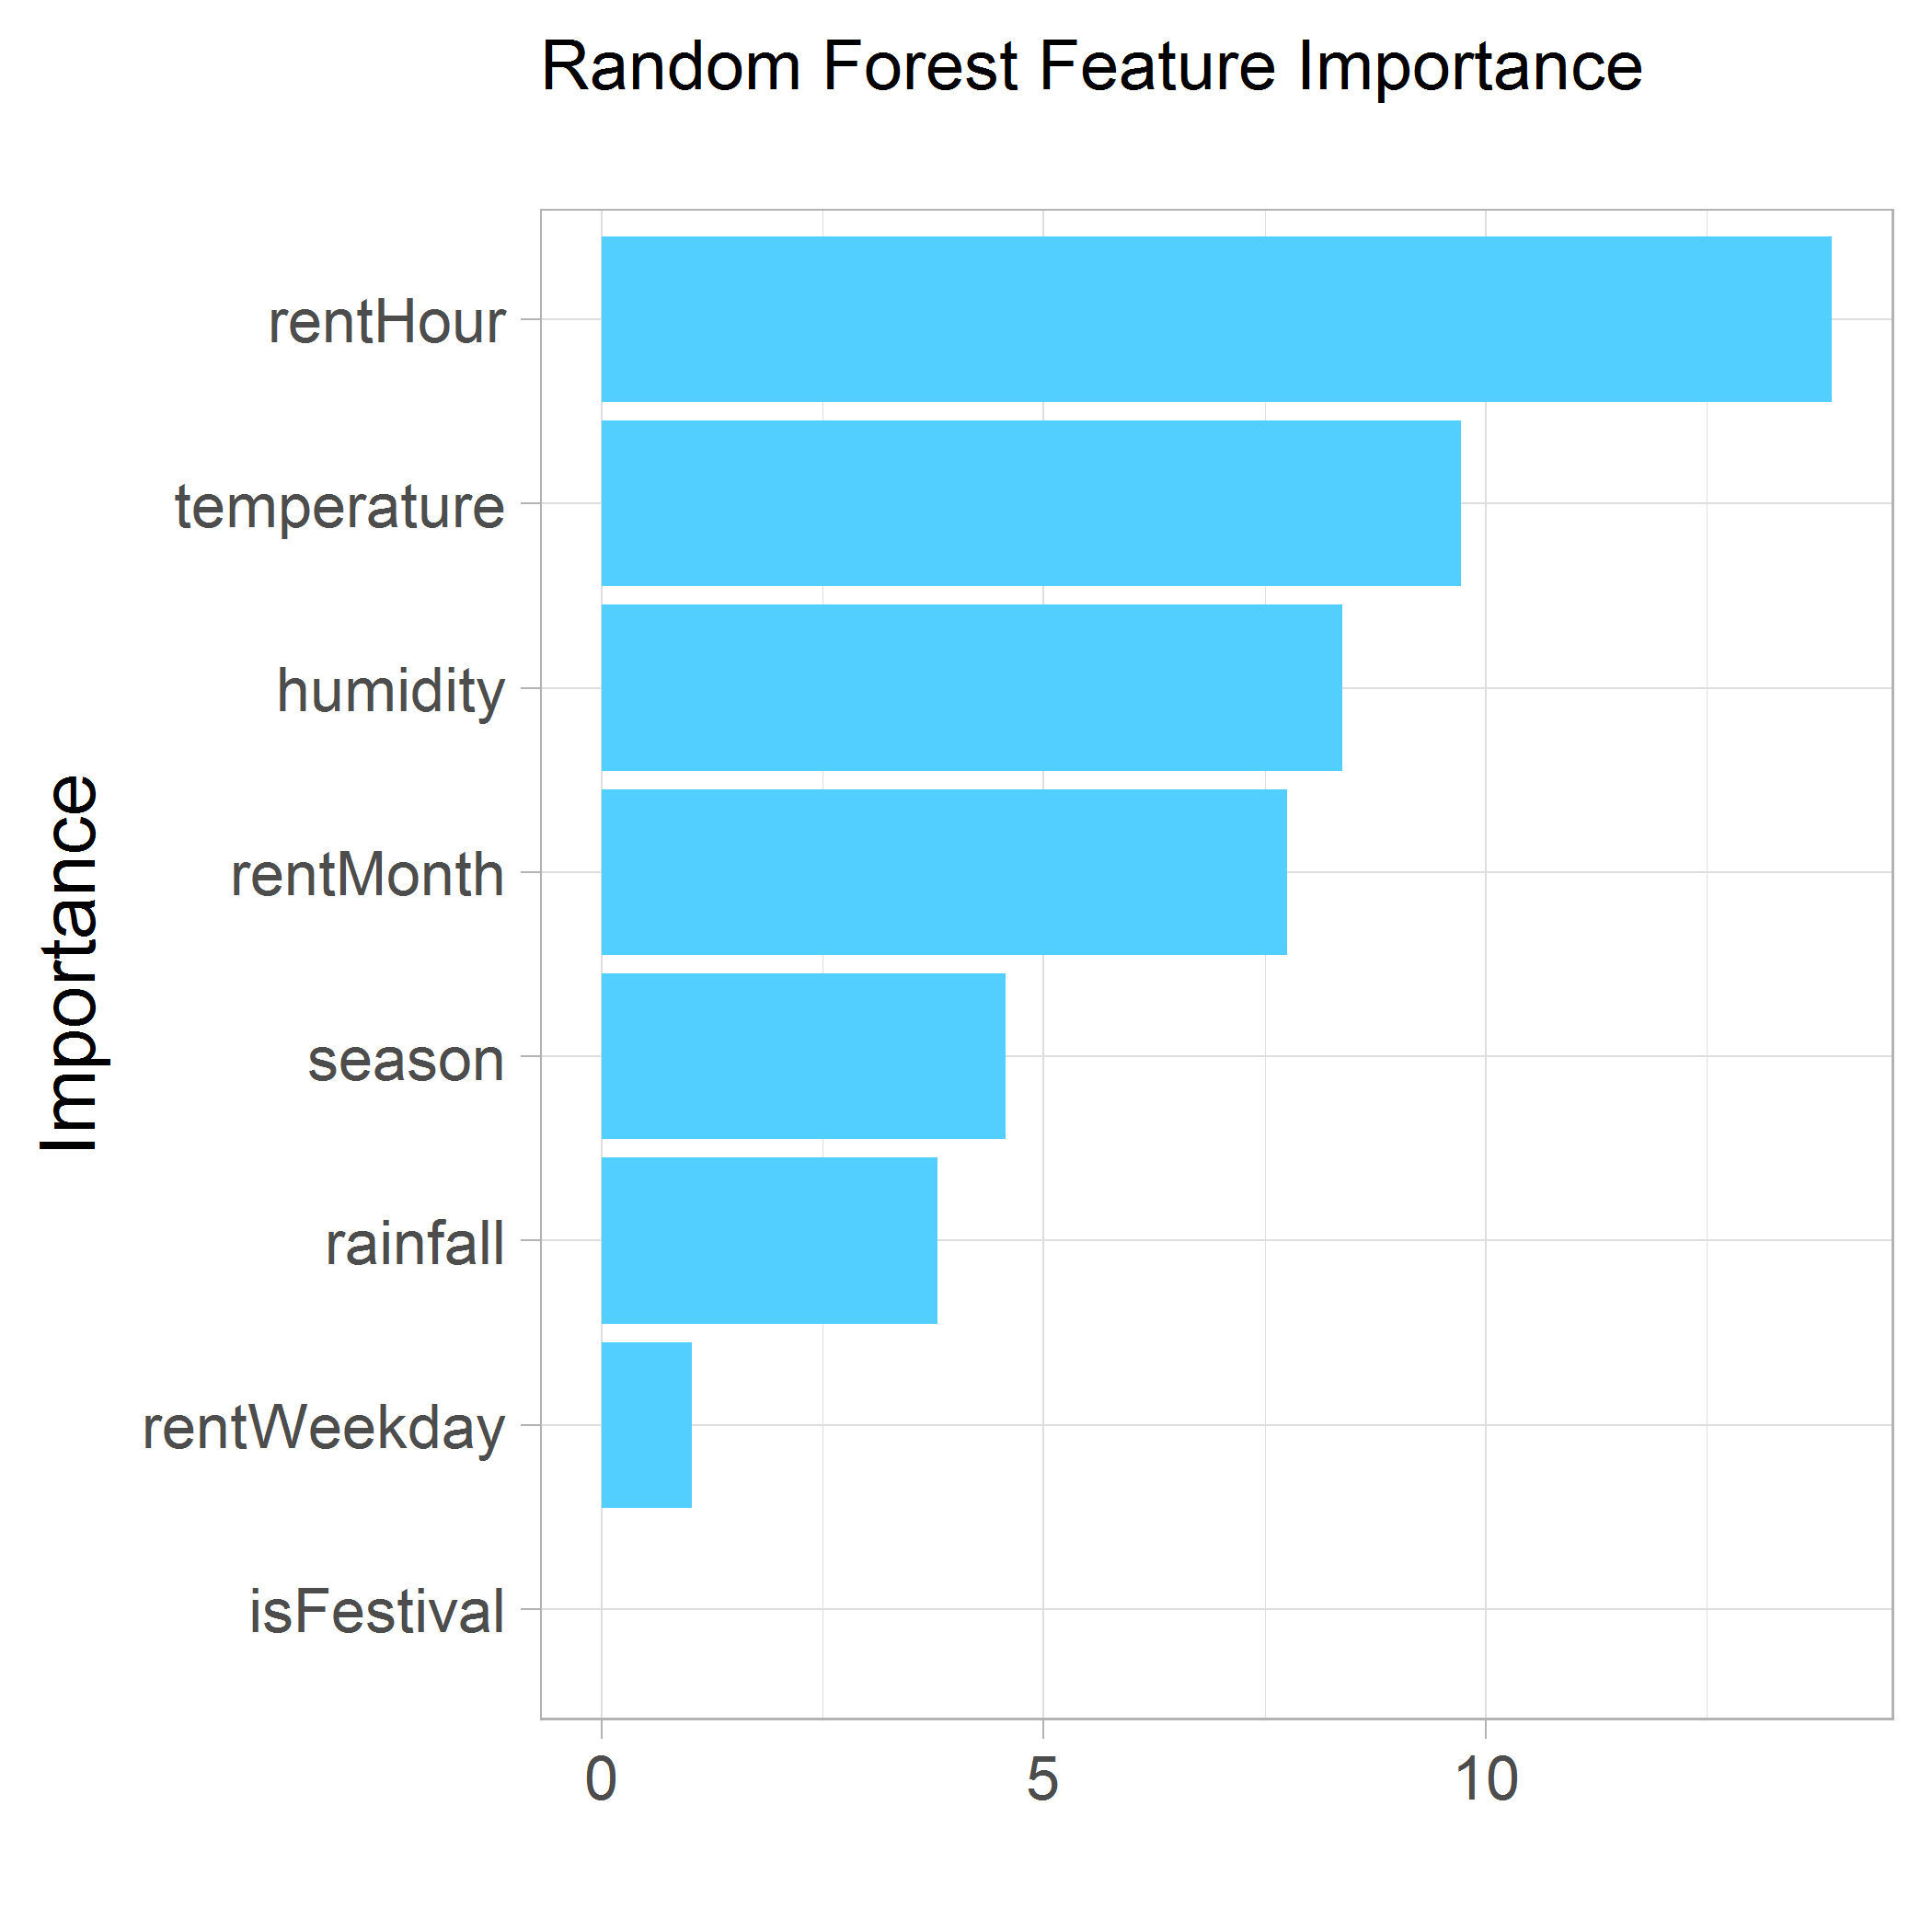 Random Forest Feature Importance
Importance
rentHour
temperature
humidity
rentMonth
season
rainfall
rentWeekday
isFestival
0 5 10